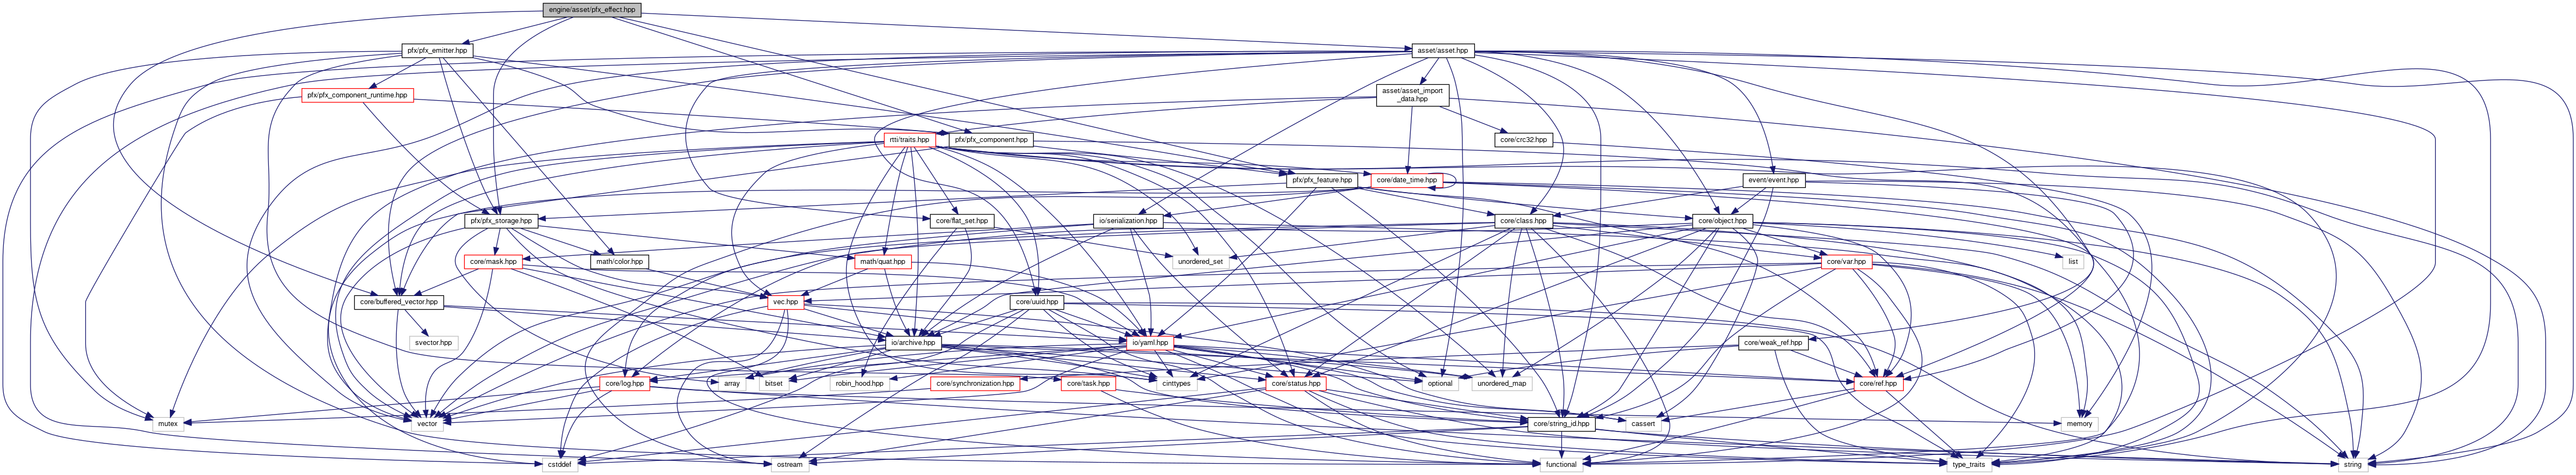 engine/asset/pfx_effect.hpp
pfx/pfx_emitter.hpp
asset/asset.hpp
pfx/pfx_component_runtime.hpp
asset/asset_import
_data.hpp
rtti/traits.hpp
pfx/pfx_component.hpp
core/crc32.hpp
pfx/pfx_feature.hpp
core/date_time.hpp
event/event.hpp
pfx/pfx_storage.hpp
core/flat_set.hpp
io/serialization.hpp
core/class.hpp
core/object.hpp
core/mask.hpp
math/color.hpp
math/quat.hpp
unordered_set
core/var.hpp
list
core/buffered_vector.hpp
vec.hpp
core/uuid.hpp
svector.hpp
io/archive.hpp
io/yaml.hpp
core/weak_ref.hpp
core/log.hpp
array
bitset
robin_hood.hpp
core/synchronization.hpp
core/task.hpp
cinttypes
core/status.hpp
optional
unordered_map
core/ref.hpp
mutex
vector
core/string_id.hpp
cassert
memory
cstddef
ostream
functional
type_traits
string